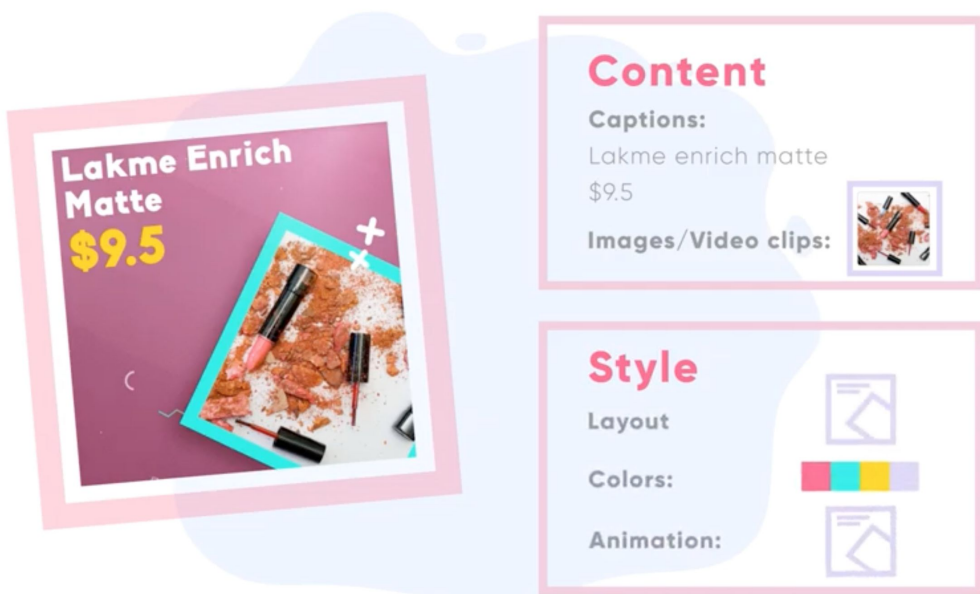 Lakme Enrich
Matte
$9.5
Content
Captions:
Lakme enrich matte
$9.5
Images/Video clips:
Style
Layout
Colors:
Animation: